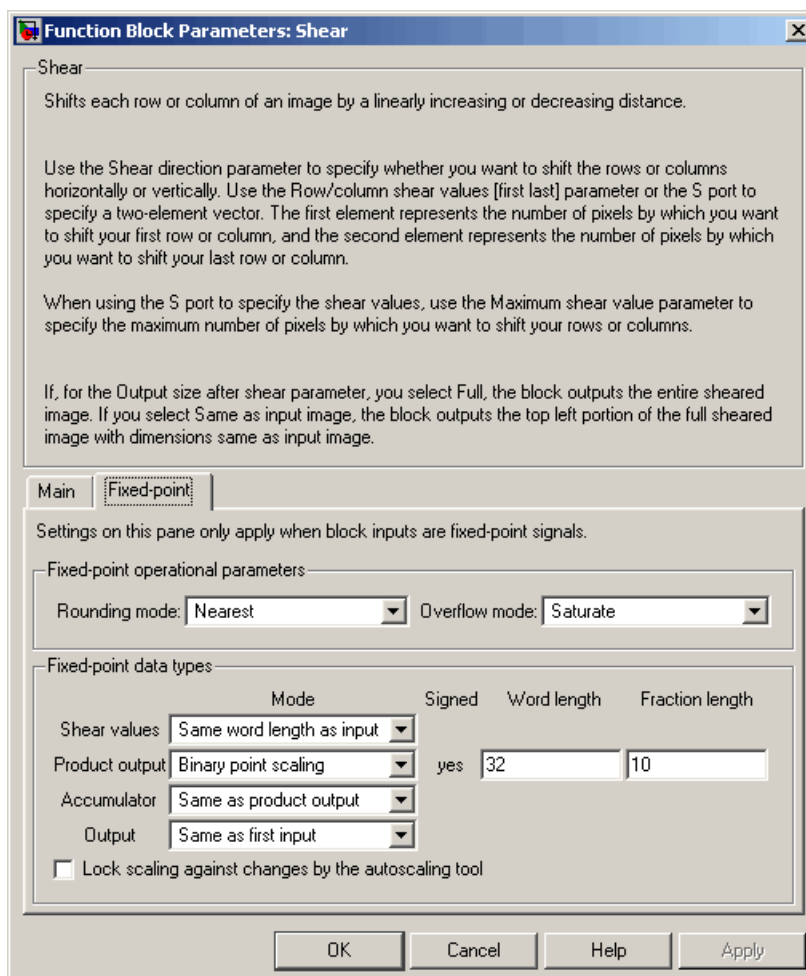 Function Block Parameters: Shear
Shear
Shifts each row or column of an image by a linearly increasing or decreasing distance.
Use the Shear direction parameter to specify whether you want to shift the rows or columns
horizontally or vertically. Use the Row/column shear values [first last] parameter or the S port to
specify a two-element vector. The first element represents the number of pixels by which you want
to shift your first row or column, and the second element represents the number of pixels by which
you want to shift your last row or column.
When using the S port to specify the shear values, use the Maximum shear value parameter to
specify the maximum number of pixels by which you want to shift your rows or columns.
If, for the Output size after shear parameter, you select Full, the block outputs the entire sheared
image. If you select Same as input image, the block outputs the top left portion of the full sheared
image with dimensions same as input image.
Main Fixed-point
Settings on this pane only apply when block inputs are fixed-point signals.
Fixed-point operational parameters
Rounding mode: Nearest Overflow mode: Saturate
Fixed-point data types
Mode Signed Word length Fraction length
Shear values Same word length as input
Product output Binary point scaling yes 32 10
Accumulator Same as product output
Output Same as first input
Lock scaling against changes by the autoscaling tool
OK Cancel Help Apply